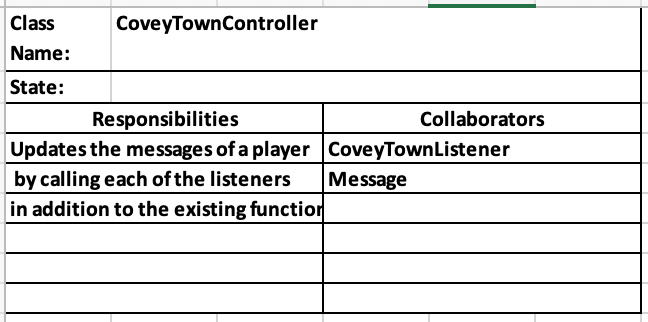 Class Name: CoveyTownController
State:
Responsibilities Collaborators
Updates the messages of a player CoveyTownListener
by calling each of the listeners Message
in addition to the existing function